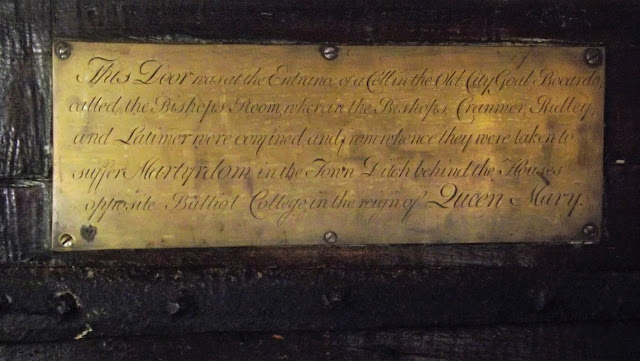 This Door was at the Entrance of a Cell in the Old City Goal Bocardo,
called the Bishops Room, wherin the Bishops Cranmer, Ridley,
and Latimer were confined, and from whence they were taken to
suffer Martyrdom in the Town Ditch behind the Houses
opposite Balliol College, in the reign of Queen Mary.